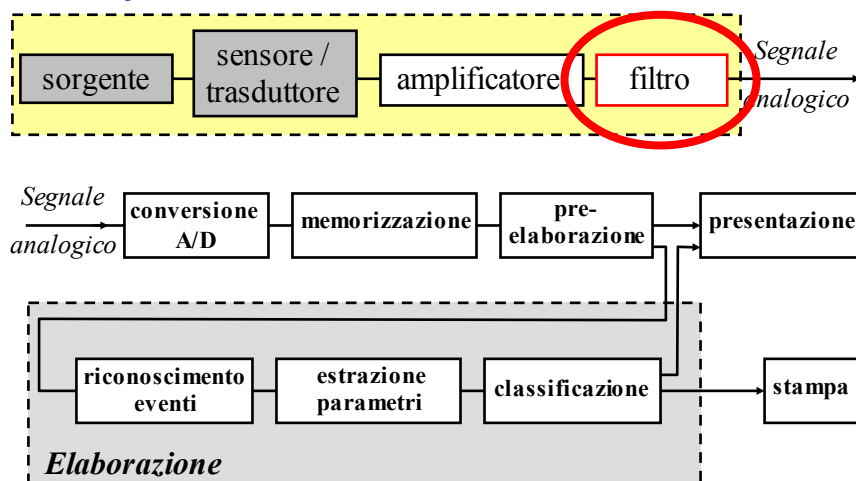 sorgente
sensore /
trasduttore
amplificatore
filtro
Segnale
analogico
Segnale
analogico
conversione
A/D
memorizzazione
pre-
elaborazione
presentazione
riconoscimento
eventi
estrazione
parametri
classificazione
stampa
Elaborazione